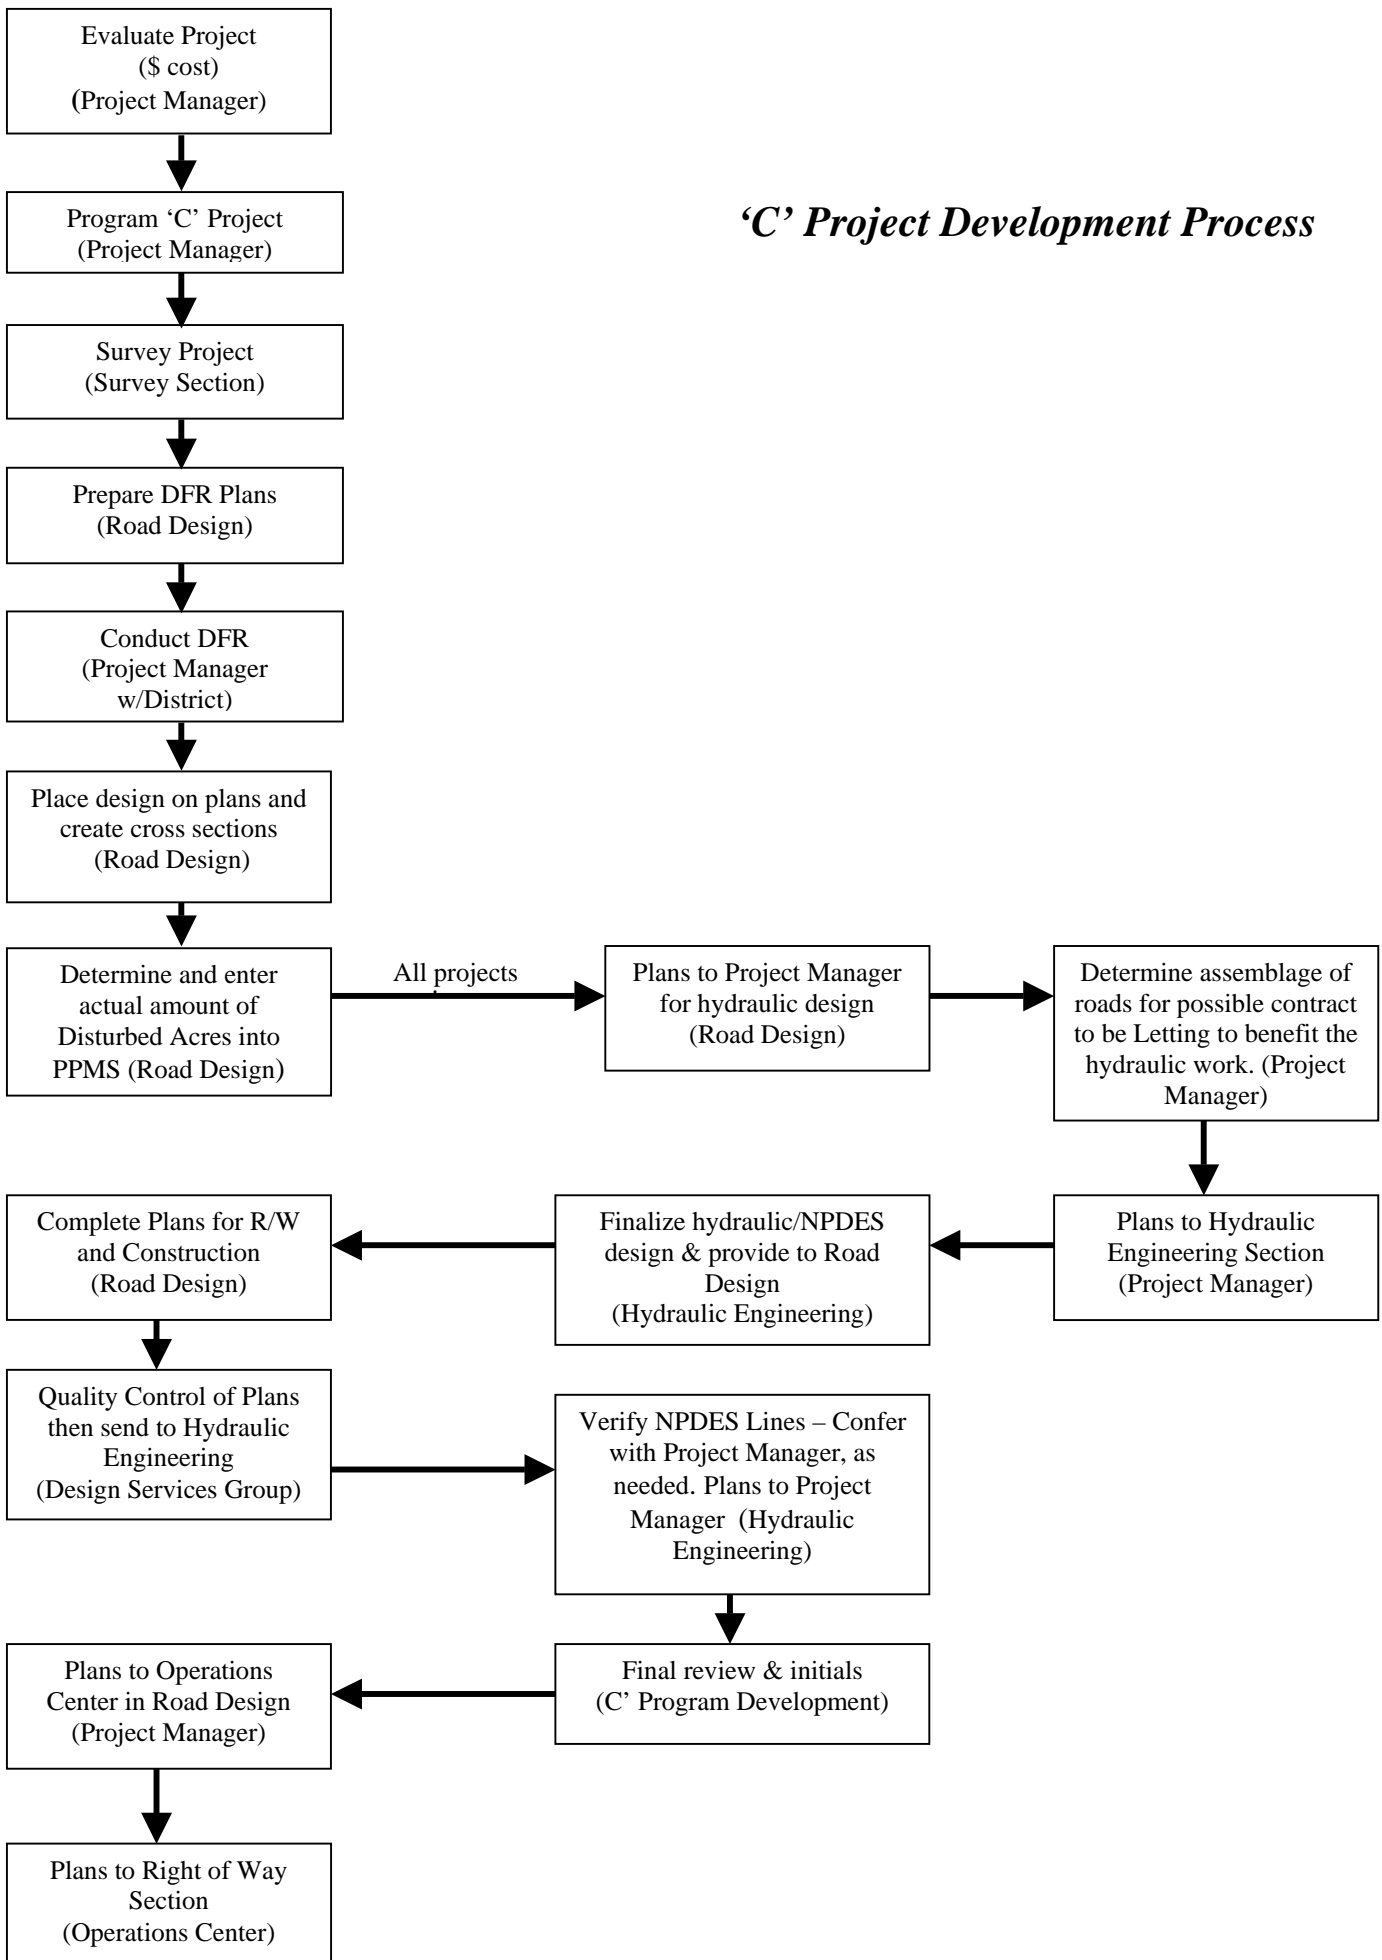 Evaluate Project
($ cost)
(Project Manager)
Program ‘C’ Project
(Project Manager)
‘C’ Project Development Process
Survey Project
(Survey Section)
Prepare DFR Plans
(Road Design)
Conduct DFR
(Project Manager
w/District)
Place design on plans and
create cross sections
(Road Design)
Determine and enter
actual amount of
Disturbed Acres into
PPMS (Road Design)
All projects
Plans to Project Manager
for hydraulic design
(Road Design)
Determine assemblage of
roads for possible contract
to be Letting to benefit the
hydraulic work. (Project
Manager)
Plans to Hydraulic
Engineering Section
(Project Manager)
Finalize hydraulic/NPDES
design & provide to Road
Design
(Hydraulic Engineering)
Complete Plans for R/W
and Construction
(Road Design)
Quality Control of Plans
then send to Hydraulic
Engineering
(Design Services Group)
Verify NPDES Lines – Confer
with Project Manager, as
needed. Plans to Project
Manager (Hydraulic
Engineering)
Final review & initials
(C’ Program Development)
Plans to Operations
Center in Road Design
(Project Manager)
Plans to Right of Way
Section
(Operations Center)